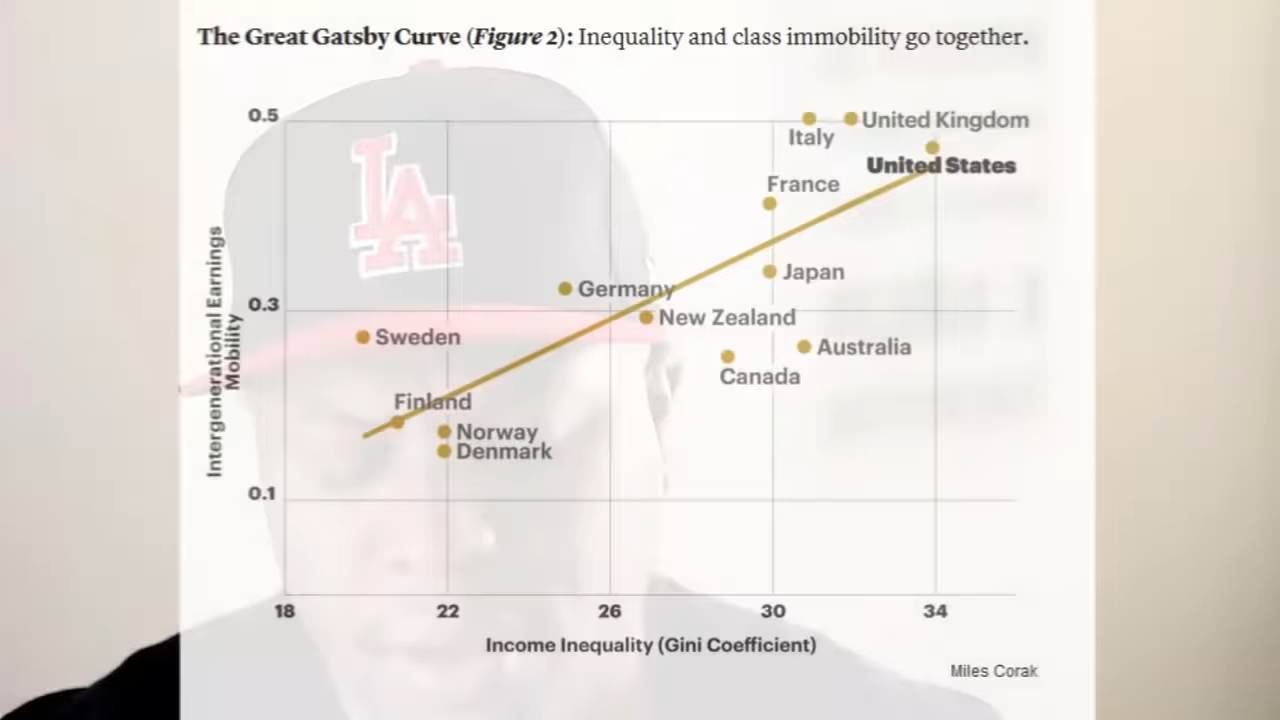 The Great Gatsby Curve (Figure 2): Inequality and class immobility go together.
0.5
Italy
United Kingdom
United States
France
LA
Japan
Germany
0.3
New Zealand
Sweden
Australia
Canada
Finland
Norway
Denmark
0.1
Intergenerational Earnings
Mobility
18 22 26 30 34
Income Inequality (Gini Coefficient)
Miles Corak